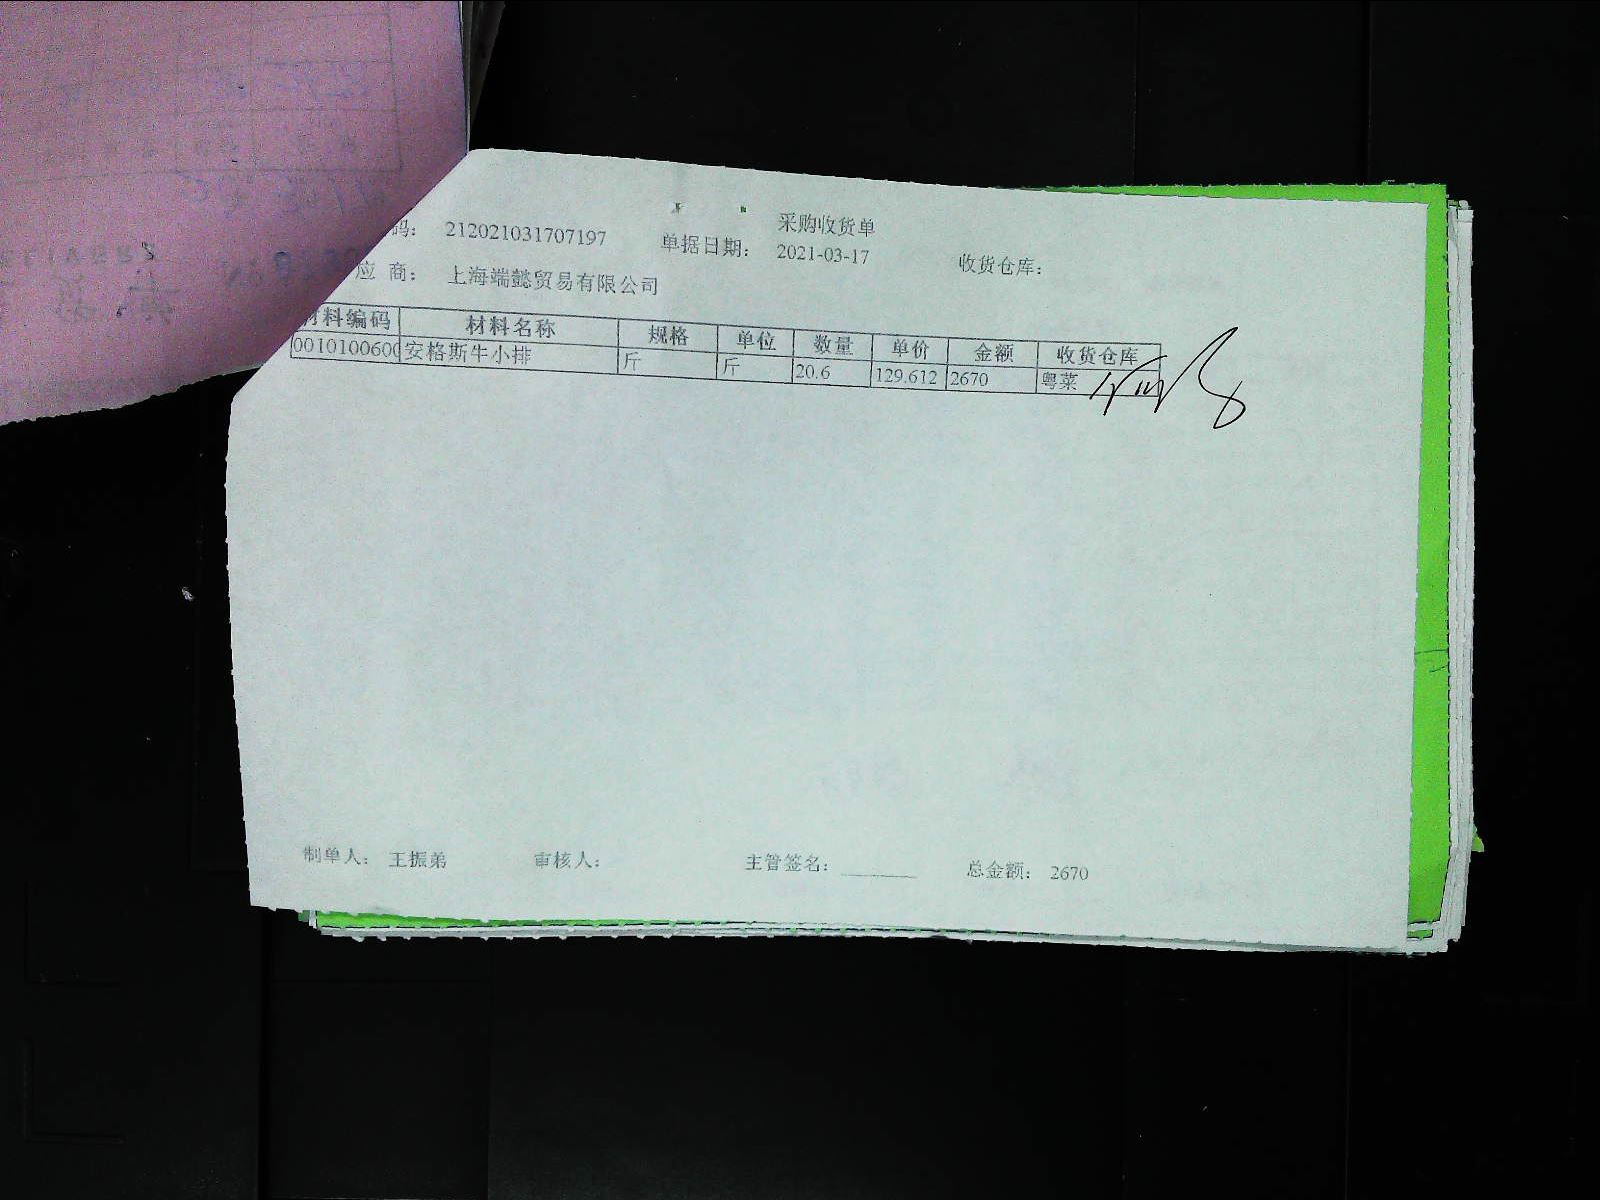 采购收货单
码： 212021031707197 单据日期： 2021-03-17 收货仓库：
应 商： 上海端懿贸易有限公司
材料编码 材料名称 规格 单位 数量 单价 金额 收货仓库
0010100600 安格斯牛小排 斤 斤 20.6 129.612 2670 粤菜
制单人： 王振弟 审核人： 主管签名： 总金额： 2670